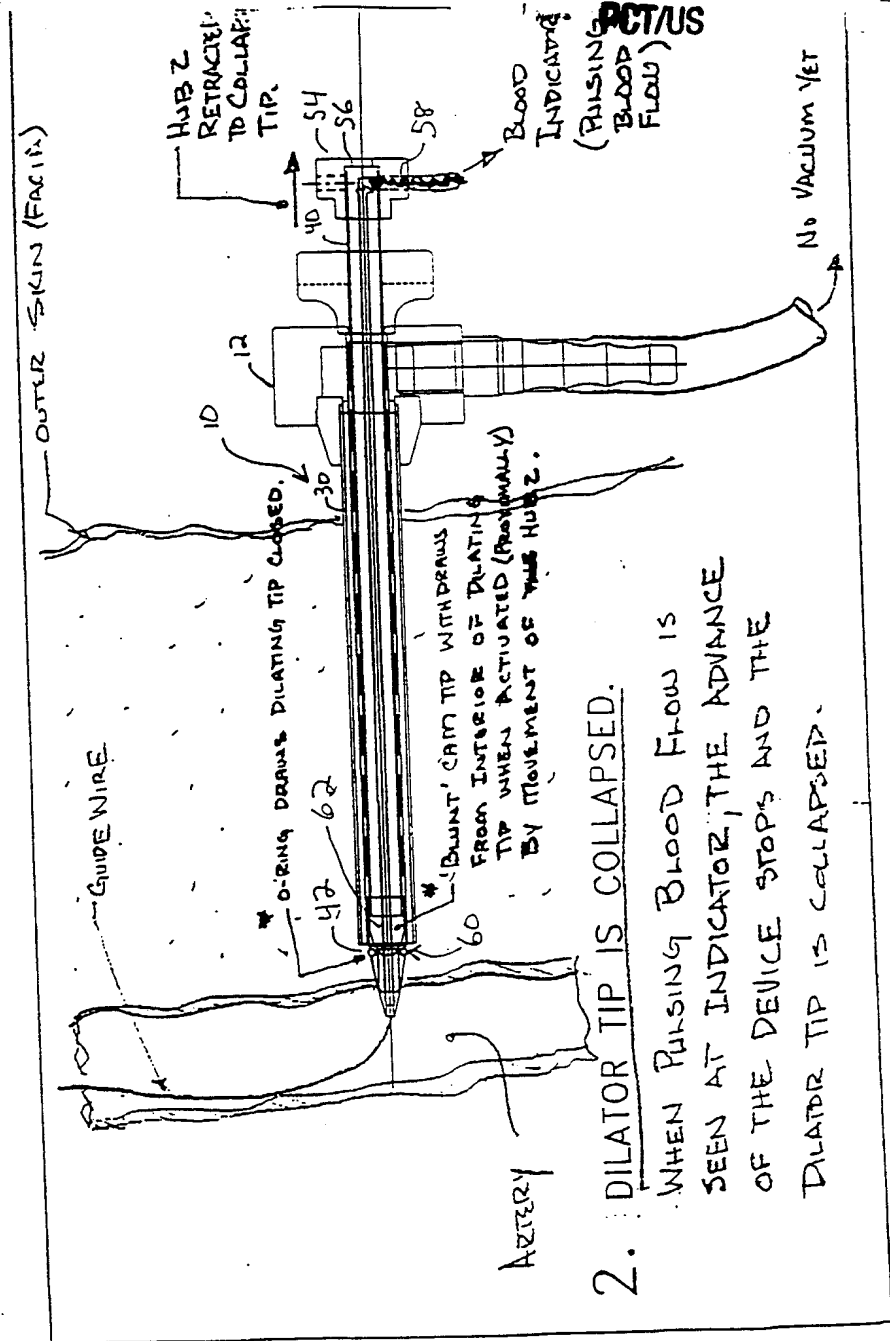 PCT/US
OUTER SKIN (FACIA)
HUB 2
RETRACTED
TO COLLAPSE
TIP.
54
56
58
40
BLOOD
INDICATOR
(PULSING
BLOOD
FLOW)
12
10
30
NO VACUUM YET
GUIDE WIRE
* O-RING DRAWS DILATING TIP CLOSED.
62
42
60
* 'BLUNT' CAM TIP WITHDRAWS
FROM INTERIOR OF DILATING
TIP WHEN ACTIVATED (PROXIMALLY)
BY MOVEMENT OF HUB 2.
ARTERY
2. DILATOR TIP IS COLLAPSED.
WHEN PULSING BLOOD FLOW IS
SEEN AT INDICATOR, THE ADVANCE
OF THE DEVICE STOPS AND THE
DILATOR TIP IS COLLAPSED.